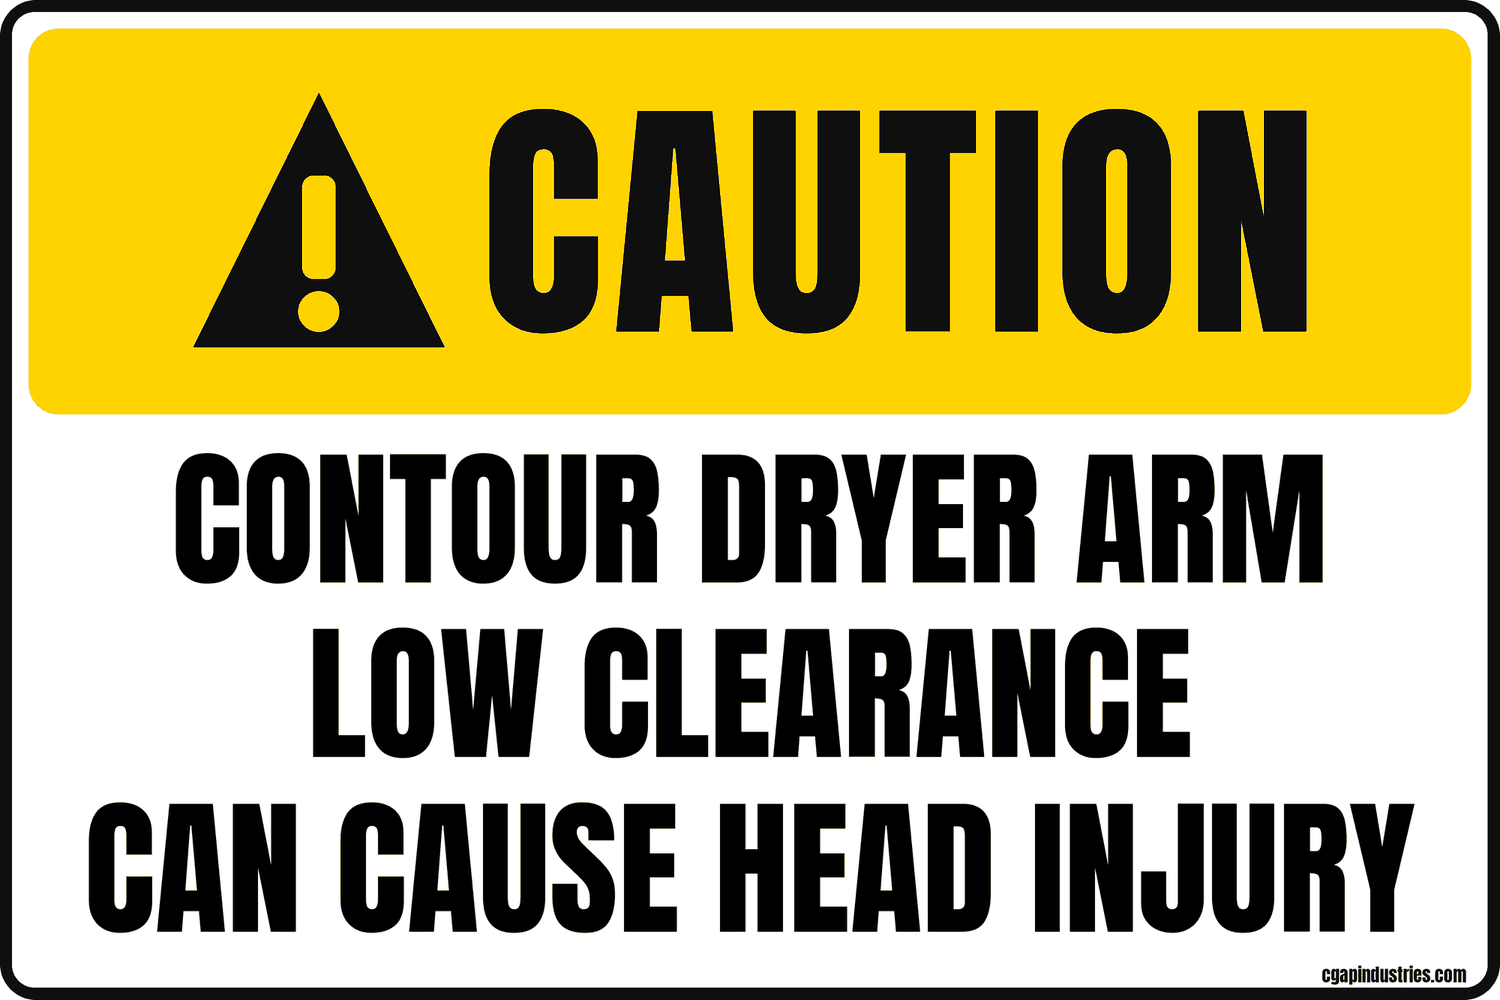 CAUTION
CONTOUR DRYER ARM
LOW CLEARANCE
CAN CAUSE HEAD INJURY
cgapindustries.com